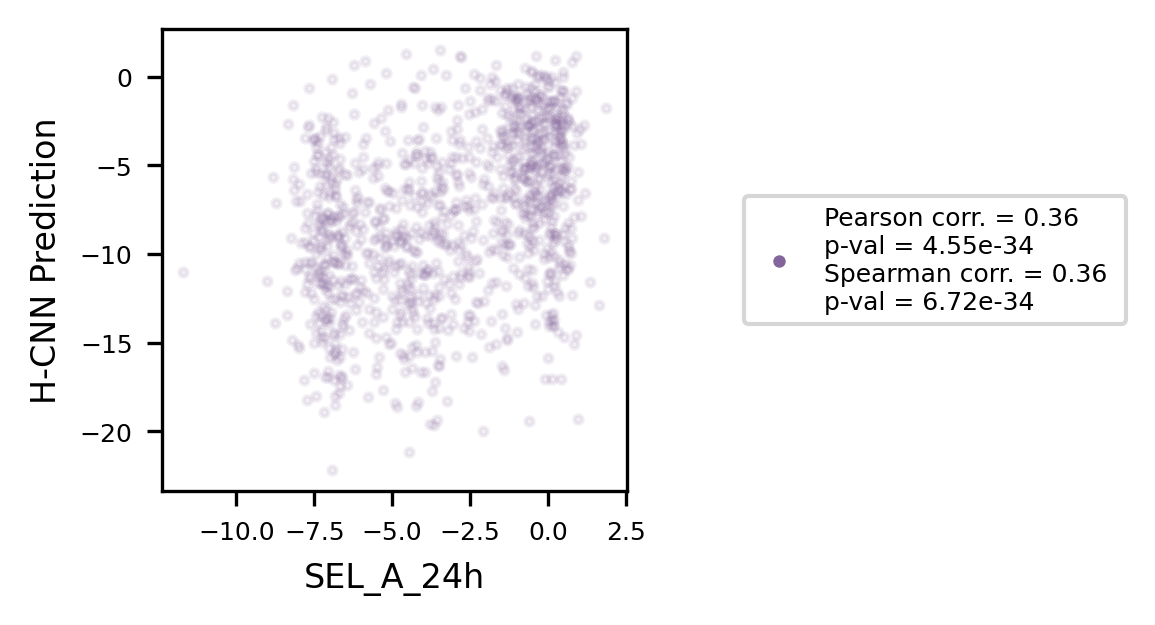 0
−5
−10
−15
−20
H-CNN Prediction
−10.0 −7.5 −5.0 −2.5 0.0 2.5
SEL_A_24h
Pearson corr. = 0.36
p-val = 4.55e-34
Spearman corr. = 0.36
p-val = 6.72e-34